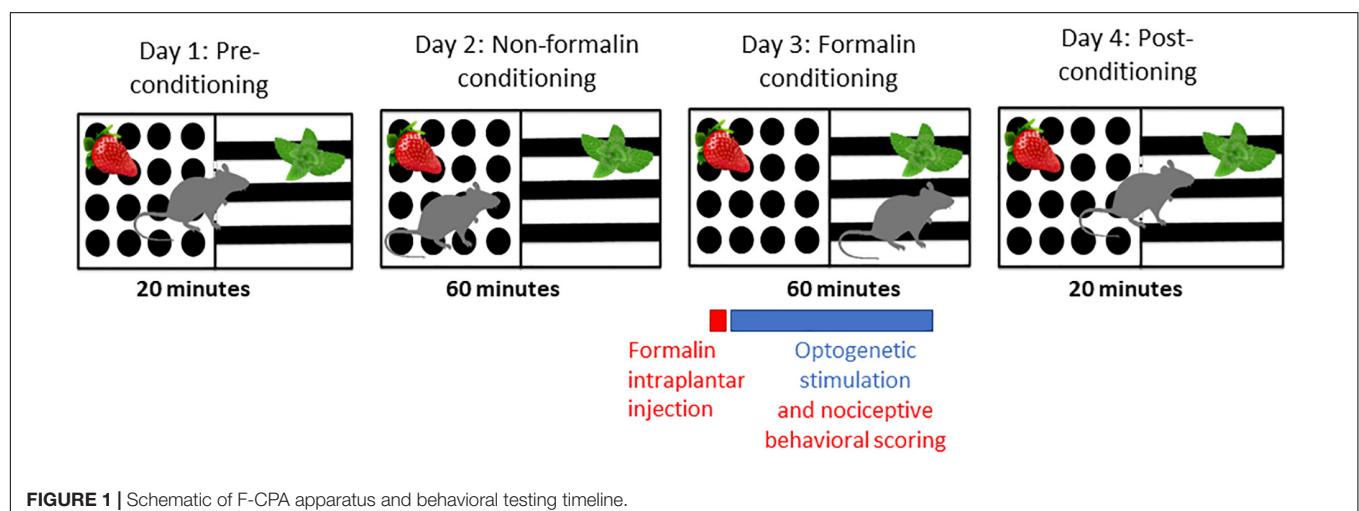 Day 1: Pre-
conditioning
Day 2: Non-formalin
conditioning
Day 3: Formalin
conditioning
Day 4: Post-
conditioning
20 minutes
60 minutes
60 minutes
20 minutes
Formalin
intraplantar
injection
Optogenetic
stimulation
and nociceptive
behavioral scoring
FIGURE 1 | Schematic of F-CPA apparatus and behavioral testing timeline.